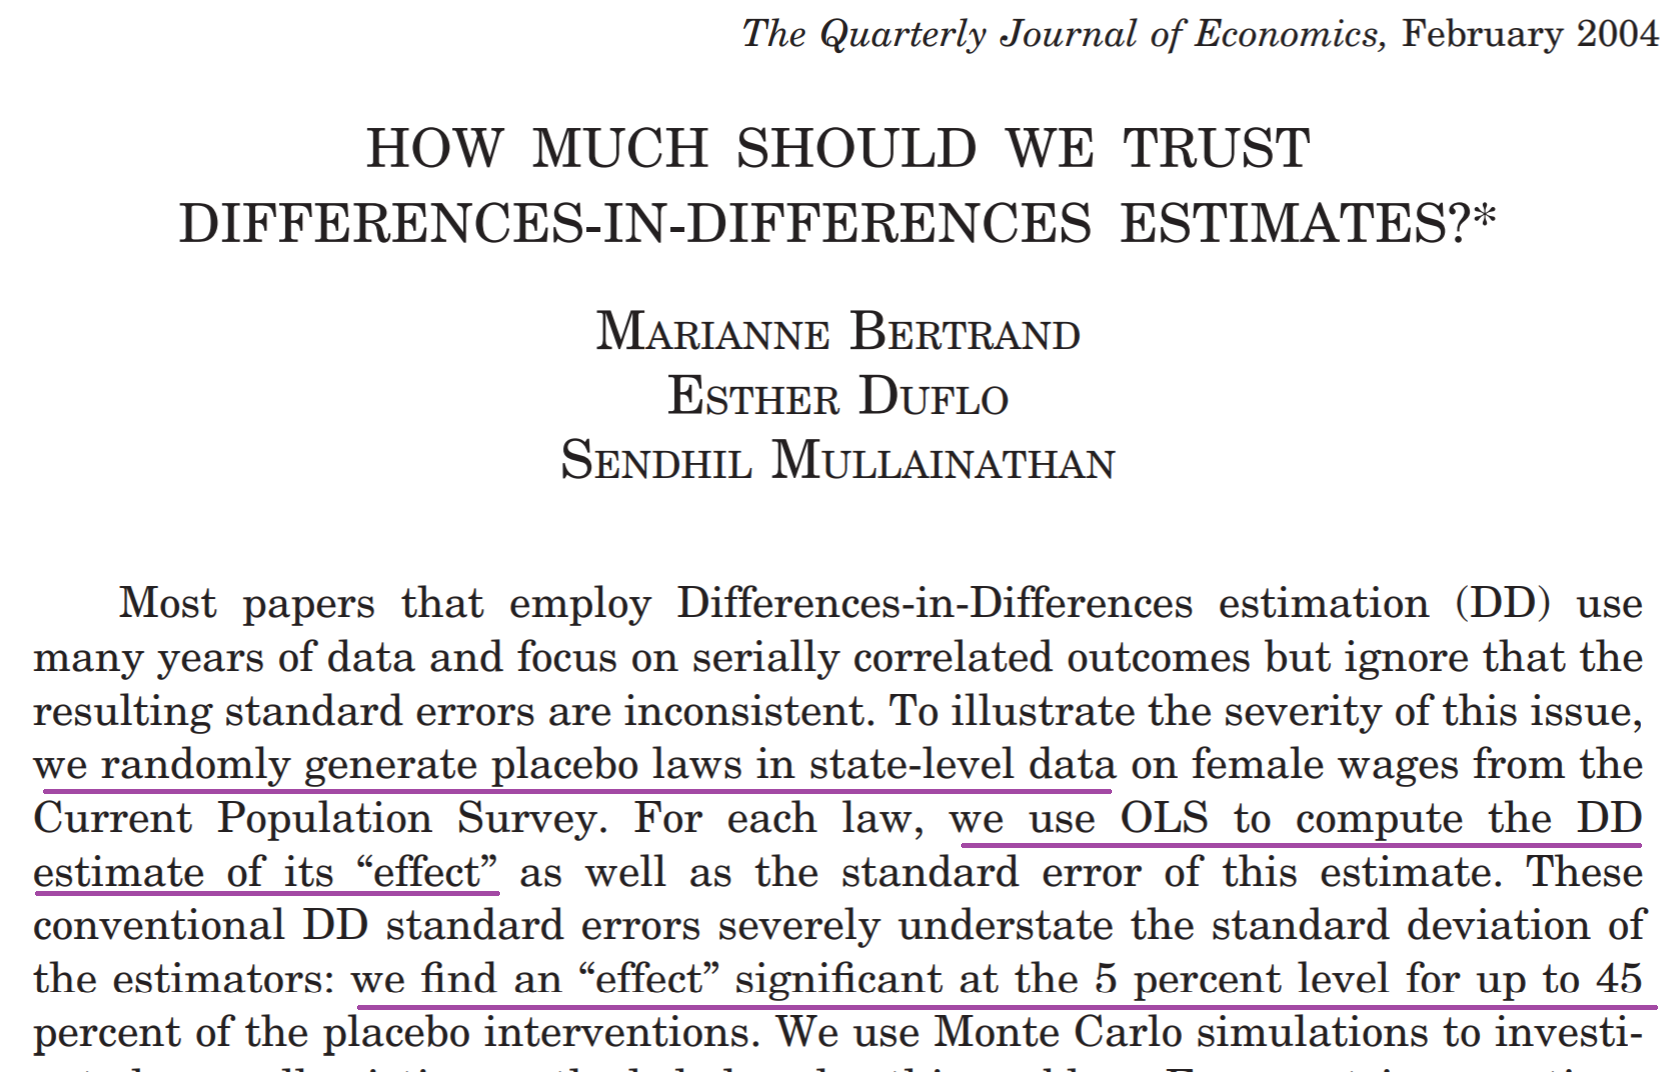 The Quarterly Journal of Economics, February 2004
HOW MUCH SHOULD WE TRUST
DIFFERENCES-IN-DIFFERENCES ESTIMATES?*
MARIANNE BERTRAND
ESTHER DUFLO
SENDHIL MULLAINATHAN
Most papers that employ Differences-in-Differences estimation (DD) use
many years of data and focus on serially correlated outcomes but ignore that the
resulting standard errors are inconsistent. To illustrate the severity of this issue,
we randomly generate placebo laws in state-level data on female wages from the
Current Population Survey. For each law, we use OLS to compute the DD
estimate of its “effect” as well as the standard error of this estimate. These
conventional DD standard errors severely understate the standard deviation of
the estimators: we find an “effect” significant at the 5 percent level for up to 45
percent of the placebo interventions. We use Monte Carlo simulations to investi-